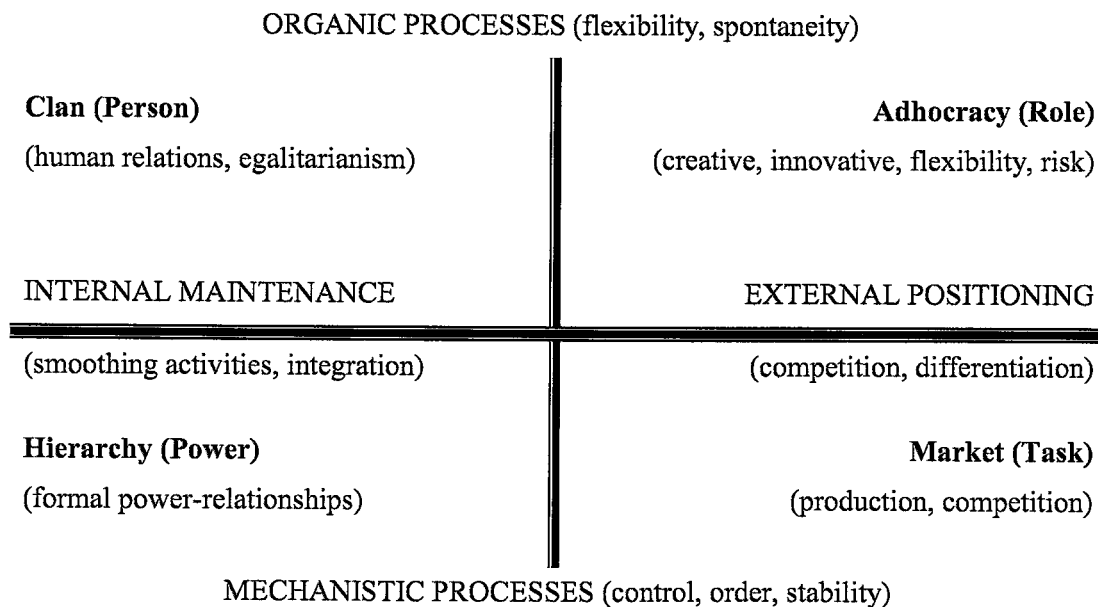 ORGANIC PROCESSES (flexibility, spontaneity)
Clan (Person)
Adhocracy (Role)
(human relations, egalitarianism)
(creative, innovative, flexibility, risk)
INTERNAL MAINTENANCE
EXTERNAL POSITIONING
(smoothing activities, integration)
(competition, differentiation)
Hierarchy (Power)
Market (Task)
(formal power-relationships)
(production, competition)
MECHANISTIC PROCESSES (control, order, stability)